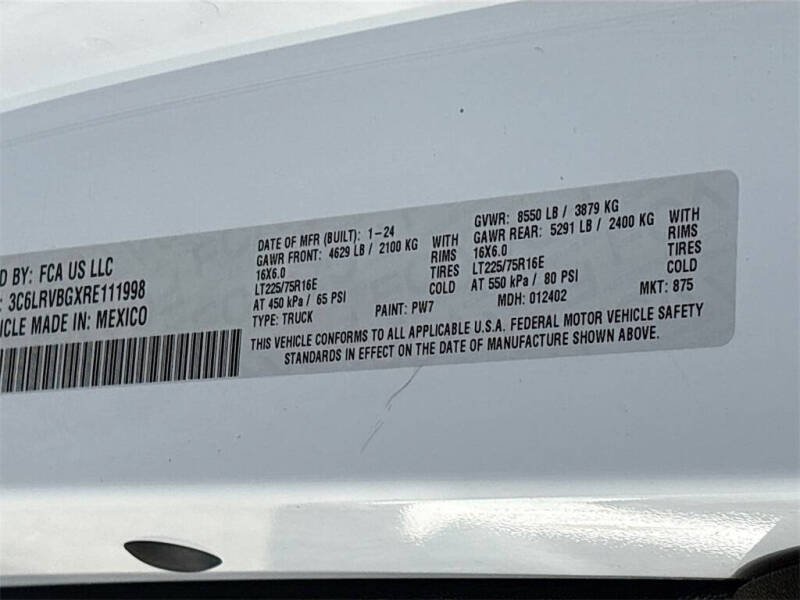 D BY: FCA US LLC
: 3C6LRVBGXRE111998
ICLE MADE IN: MEXICO
DATE OF MFR (BUILT): 1-24
GAWR FRONT: 4629 LB / 2100 KG WITH
16X6.0 RIMS
LT225/75R16E TIRES
AT 450 kPa / 65 PSI COLD
TYPE: TRUCK PAINT: PW7
GVWR: 8550 LB / 3879 KG
GAWR REAR: 5291 LB / 2400 KG WITH
16X6.0 RIMS
LT225/75R16E TIRES
AT 550 kPa / 80 PSI COLD
MDH: 012402 MKT: 875
THIS VEHICLE CONFORMS TO ALL APPLICABLE U.S.A. FEDERAL MOTOR VEHICLE SAFETY
STANDARDS IN EFFECT ON THE DATE OF MANUFACTURE SHOWN ABOVE.